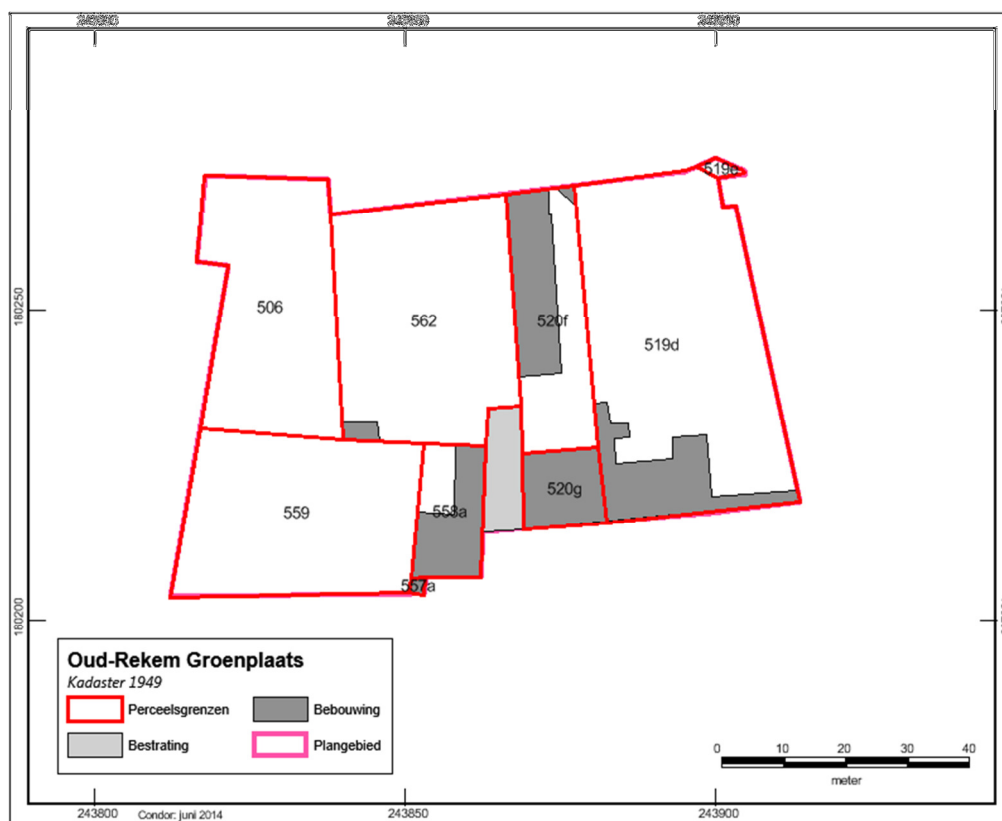 519e
506
562
520f
519d
180250
520g
559
558a
557a
180200
Oud-Rekem Groenplaats
Kadaster 1949
Perceelsgrenzen
Bebouwing
Bestrating
Plangebied
0 10 20 30 40
meter
243800 243850 243900
Condor: juni 2014